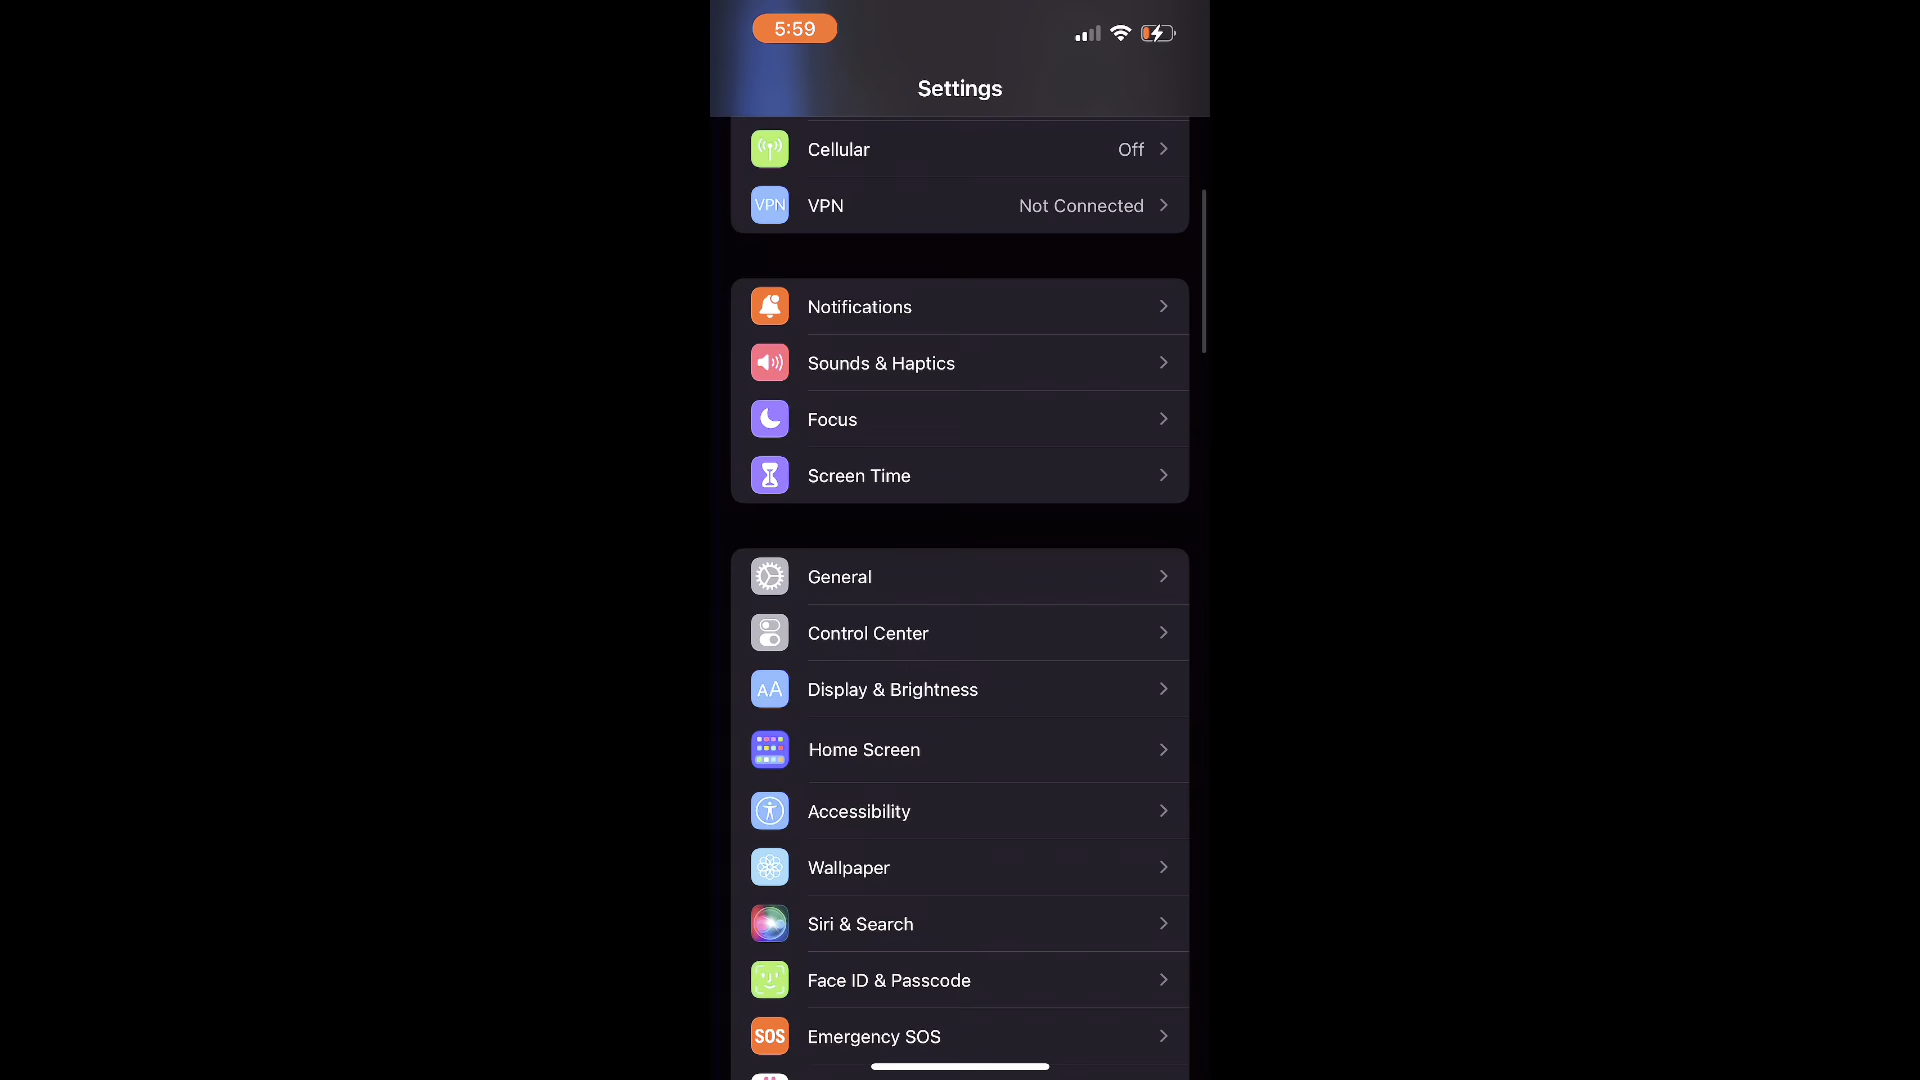 5:59
Settings
Cellular Off
VPN VPN Not Connected
Notifications
Sounds & Haptics
Focus
Screen Time
General
Control Center
AA Display & Brightness
Home Screen
Accessibility
Wallpaper
Siri & Search
Face ID & Passcode
SOS Emergency SOS